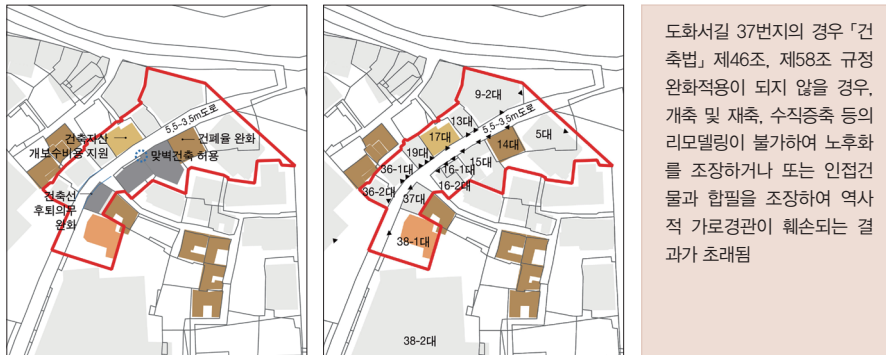 5.5~3.5m도로
건축자산
개보수비용 지원
건폐율 완화
맞벽건축 허용
건축선
후퇴의무
완화
9-2대
5.5~3.5m도로
13대
17대
14대
5대
19대
15대
36-1대
16-1대
16-2대
36-2대
37대
38-1대
38-2대
도화서길 37번지의 경우 「건
축법」 제46조, 제58조 규정
완화적용이 되지 않을 경우,
개축 및 재축, 수직증축 등의
리모델링이 불가하여 노후화
를 조장하거나 또는 인접건
물과 합필을 조장하여 역사
적 가로경관이 훼손되는 결
과가 초래됨